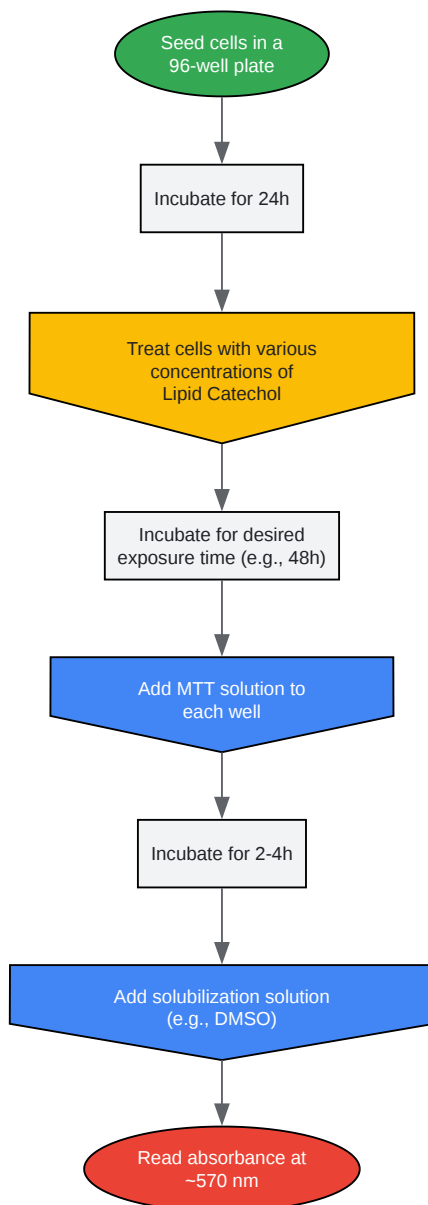 Seed cells in a
96-well plate
Incubate for 24h
Treat cells with various
concentrations of
Lipid Catechol
Incubate for desired
exposure time (e.g., 48h)
Add MTT solution to
each well
Incubate for 2-4h
Add solubilization solution
(e.g., DMSO)
Read absorbance at
~570 nm